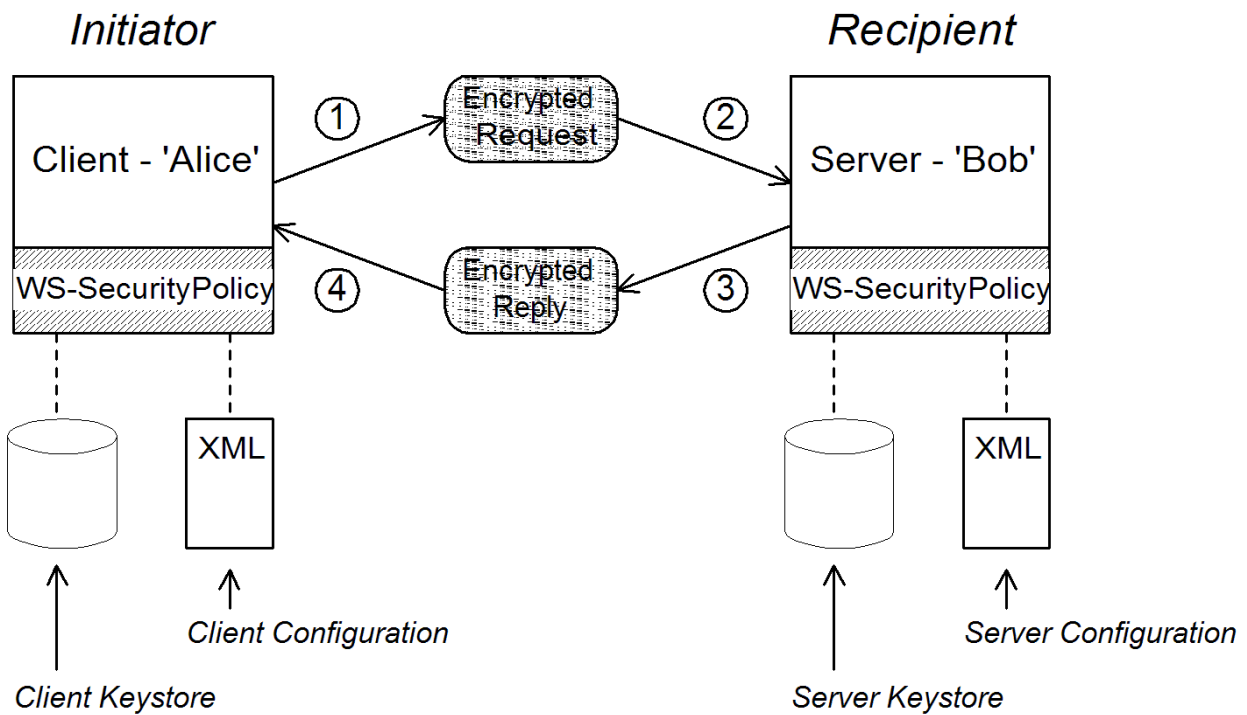 Initiator
Recipient
Client - 'Alice'
1
Encrypted
Request
2
Server - 'Bob'
WS-SecurityPolicy
4
Encrypted
Reply
3
WS-SecurityPolicy
XML
XML
Client Configuration
Server Configuration
Client Keystore
Server Keystore